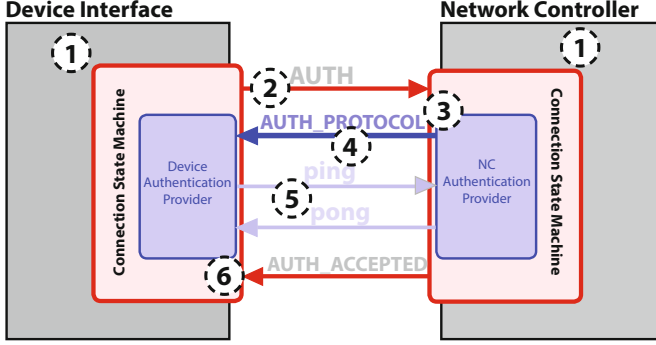 Device Interface
Network Controller
1
1
2
AUTH
3
AUTH_PROTOCOL
4
Connection State Machine
Device
Authentication
Provider
ping
5
pong
NC
Authentication
Provider
Connection State Machine
6
AUTH_ACCEPTED